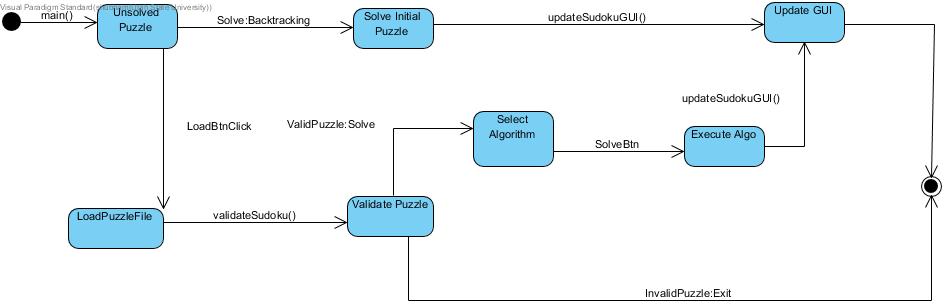 Visual Paradigm Standard(
University))
main()
Unsolved
Puzzle
Solve:Backtracking
Solve Initial
Puzzle
updateSudokuGUI()
Update GUI
LoadBtnClick
ValidPuzzle:Solve
Select
Algorithm
SolveBtn
updateSudokuGUI()
Execute Algo
LoadPuzzleFile
validateSudoku()
Validate Puzzle
InvalidPuzzle:Exit